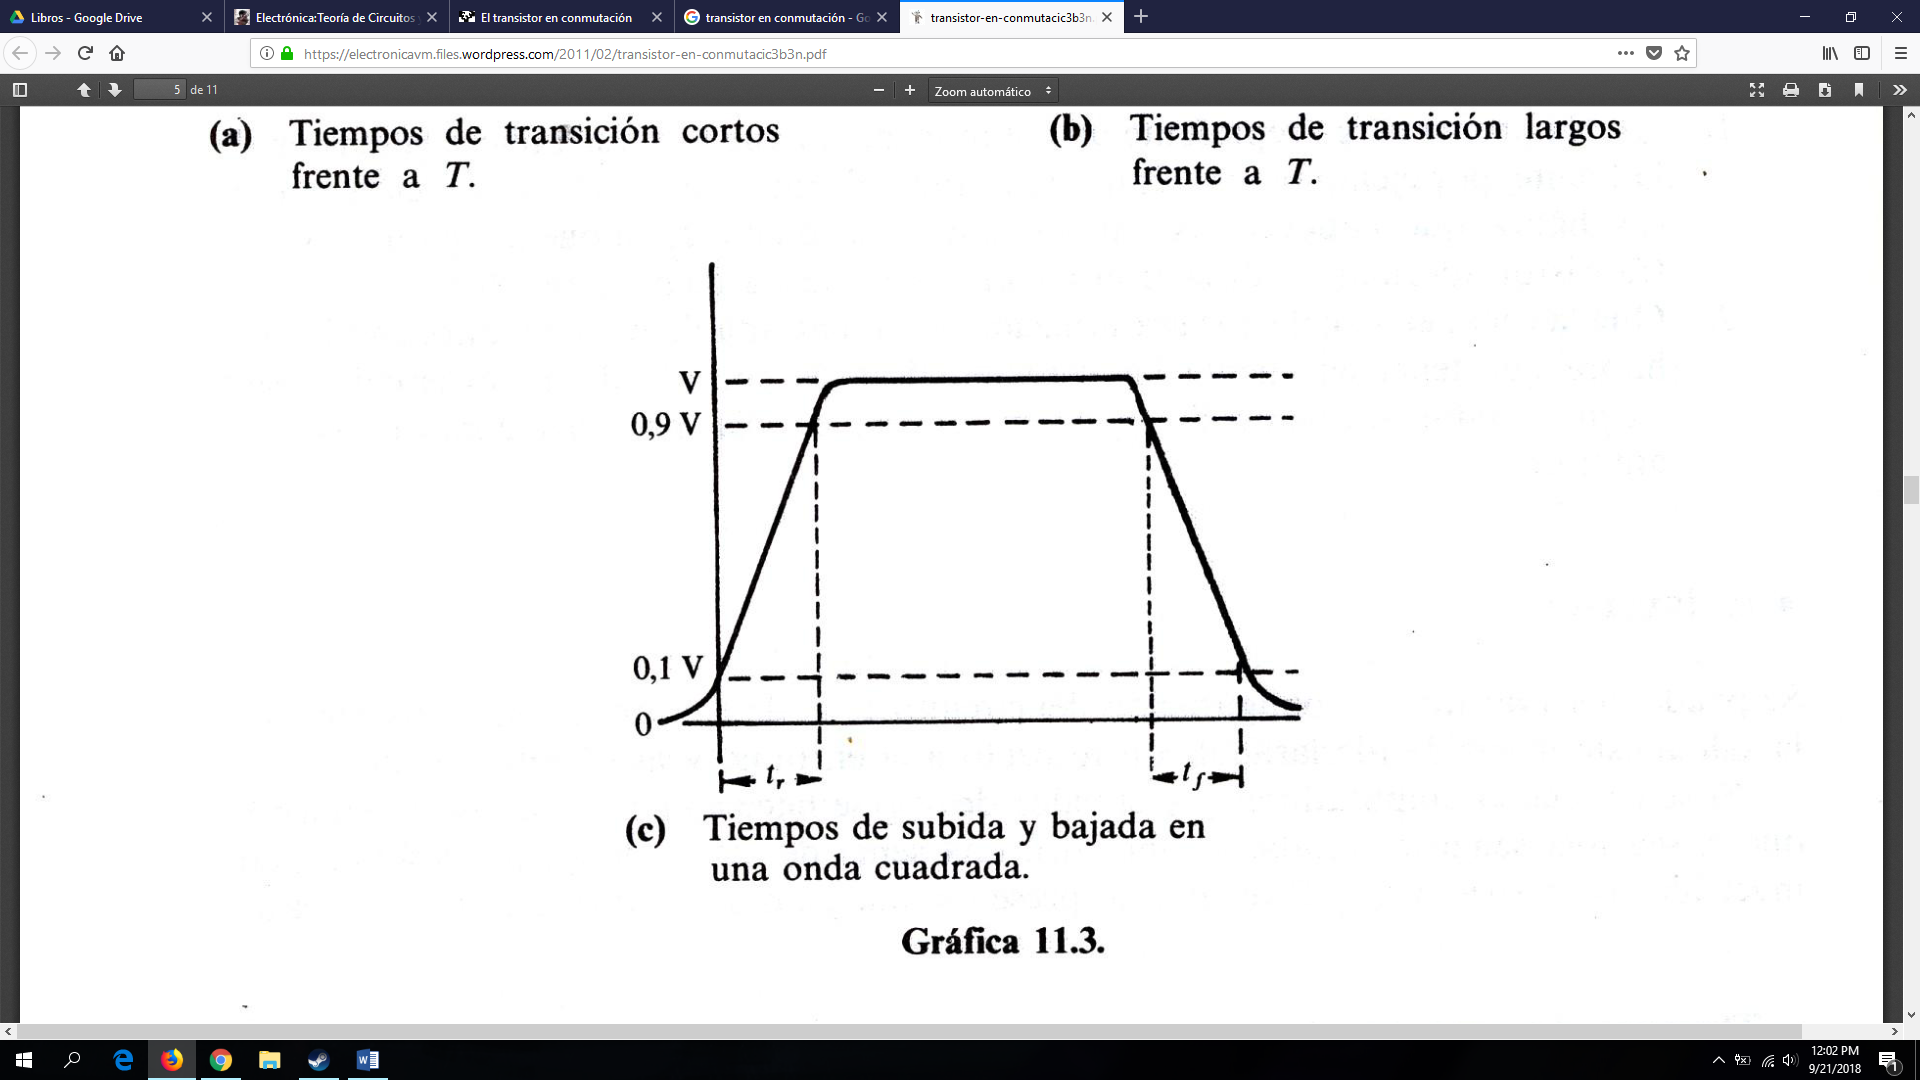 Libros - Google Drive
Electrónica:Teoría de Circuitos
El transistor en conmutación
transistor en conmutación - Go
transistor-en-conmutacic3b3n
https://electronicavm.files.wordpress.com/2011/02/transistor-en-conmutacic3b3n.pdf
5 de 11
Zoom automático
(a) Tiempos de transición cortos
frente a T.
(b) Tiempos de transición largos
frente a T.
V
0,9 V
0,1 V
0
tr
tf
(c) Tiempos de subida y bajada en
una onda cuadrada.
Gráfica 11.3.
12:02 PM
9/21/2018
1